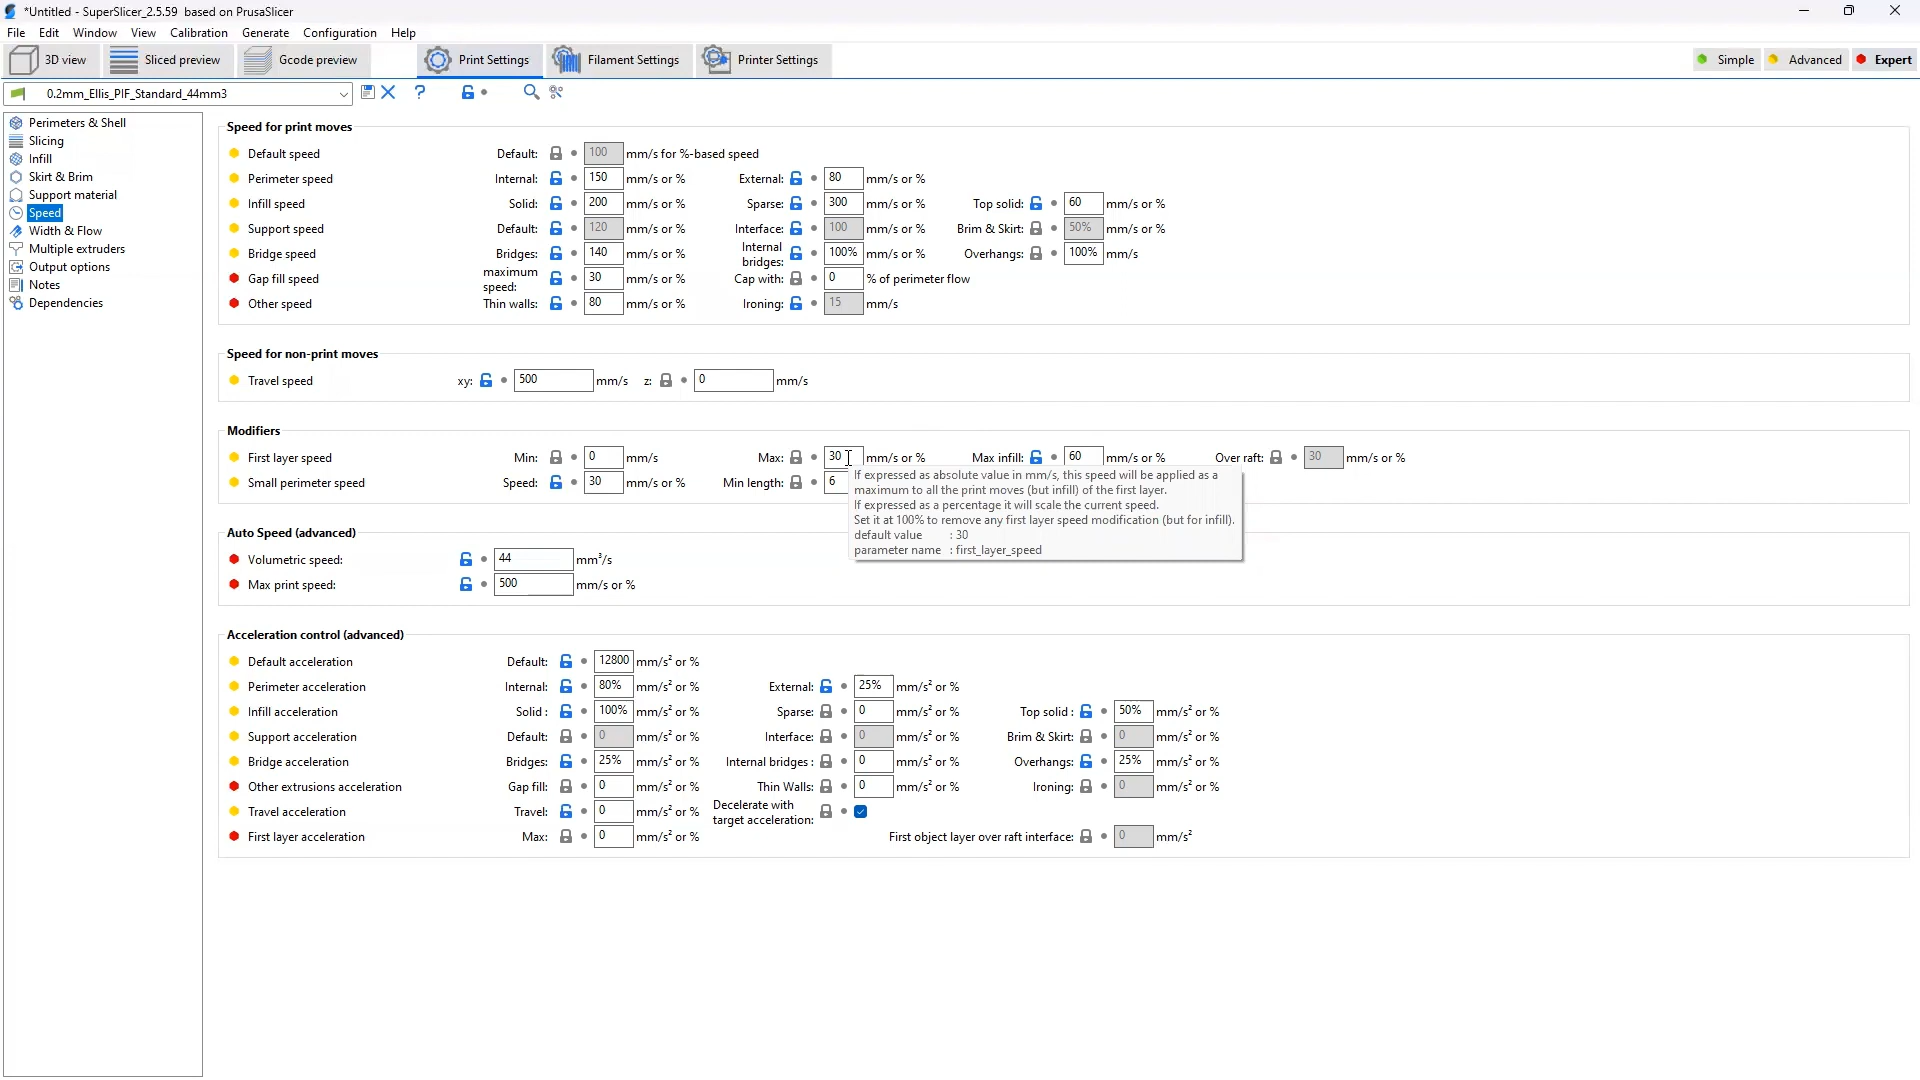 *Untitled - SuperSlicer_2.5.59 based on PrusaSlicer
File Edit Window View Calibration Generate Configuration Help
3D view Sliced preview Gcode preview Print Settings Filament Settings Printer Settings Simple Advanced Expert
0.2mm_Ellis_PIF_Standard_44mm3 ?
Perimeters & Shell
Slicing
Infill
Skirt & Brim
Support material
Speed
Width & Flow
Multiple extruders
Output options
Notes
Dependencies
Speed for print moves
Default speed Default: 100 mm/s for %-based speed
Perimeter speed Internal: 150 mm/s or % External: 80 mm/s or %
Infill speed Solid: 200 mm/s or % Sparse: 300 mm/s or % Top solid: 60 mm/s or %
Support speed Default: 120 mm/s or % Interface: 100 mm/s or % Brim & Skirt: 50% mm/s or %
Bridge speed Bridges: 140 mm/s or % Internal bridges: 100% mm/s or % Overhangs: 100% mm/s
Gap fill speed maximum speed: 30 mm/s or % Cap with: 0 % of perimeter flow
Other speed Thin walls: 80 mm/s or % Ironing: 15 mm/s
Speed for non-print moves
Travel speed xy: 500 mm/s z: 0 mm/s
Modifiers
First layer speed Min: 0 mm/s Max: 30 mm/s or % Max infill: 60 mm/s or % Over raft: 30 mm/s or %
Small perimeter speed Speed: 30 mm/s or % Min length: 6
If expressed as absolute value in mm/s, this speed will be applied as a
maximum to all the print moves (but infill) of the first layer.
If expressed as a percentage it will scale the current speed.
Set it at 100% to remove any first layer speed modification (but for infill).
default value : 30
parameter name : first_layer_speed
Auto Speed (advanced)
Volumetric speed: 44 mm³/s
Max print speed: 500 mm/s or %
Acceleration control (advanced)
Default acceleration Default: 12800 mm/s² or %
Perimeter acceleration Internal: 80% mm/s² or % External: 25% mm/s² or %
Infill acceleration Solid : 100% mm/s² or % Sparse: 0 mm/s² or % Top solid : 50% mm/s² or %
Support acceleration Default: 0 mm/s² or % Interface: 0 mm/s² or % Brim & Skirt: 0 mm/s² or %
Bridge acceleration Bridges: 25% mm/s² or % Internal bridges : 0 mm/s² or % Overhangs: 25% mm/s² or %
Other extrusions acceleration Gap fill: 0 mm/s² or % Thin Walls: 0 mm/s² or % Ironing: 0 mm/s² or %
Travel acceleration Travel: 0 mm/s² or % Decelerate with target acceleration:
First layer acceleration Max: 0 mm/s² or % First object layer over raft interface: 0 mm/s²